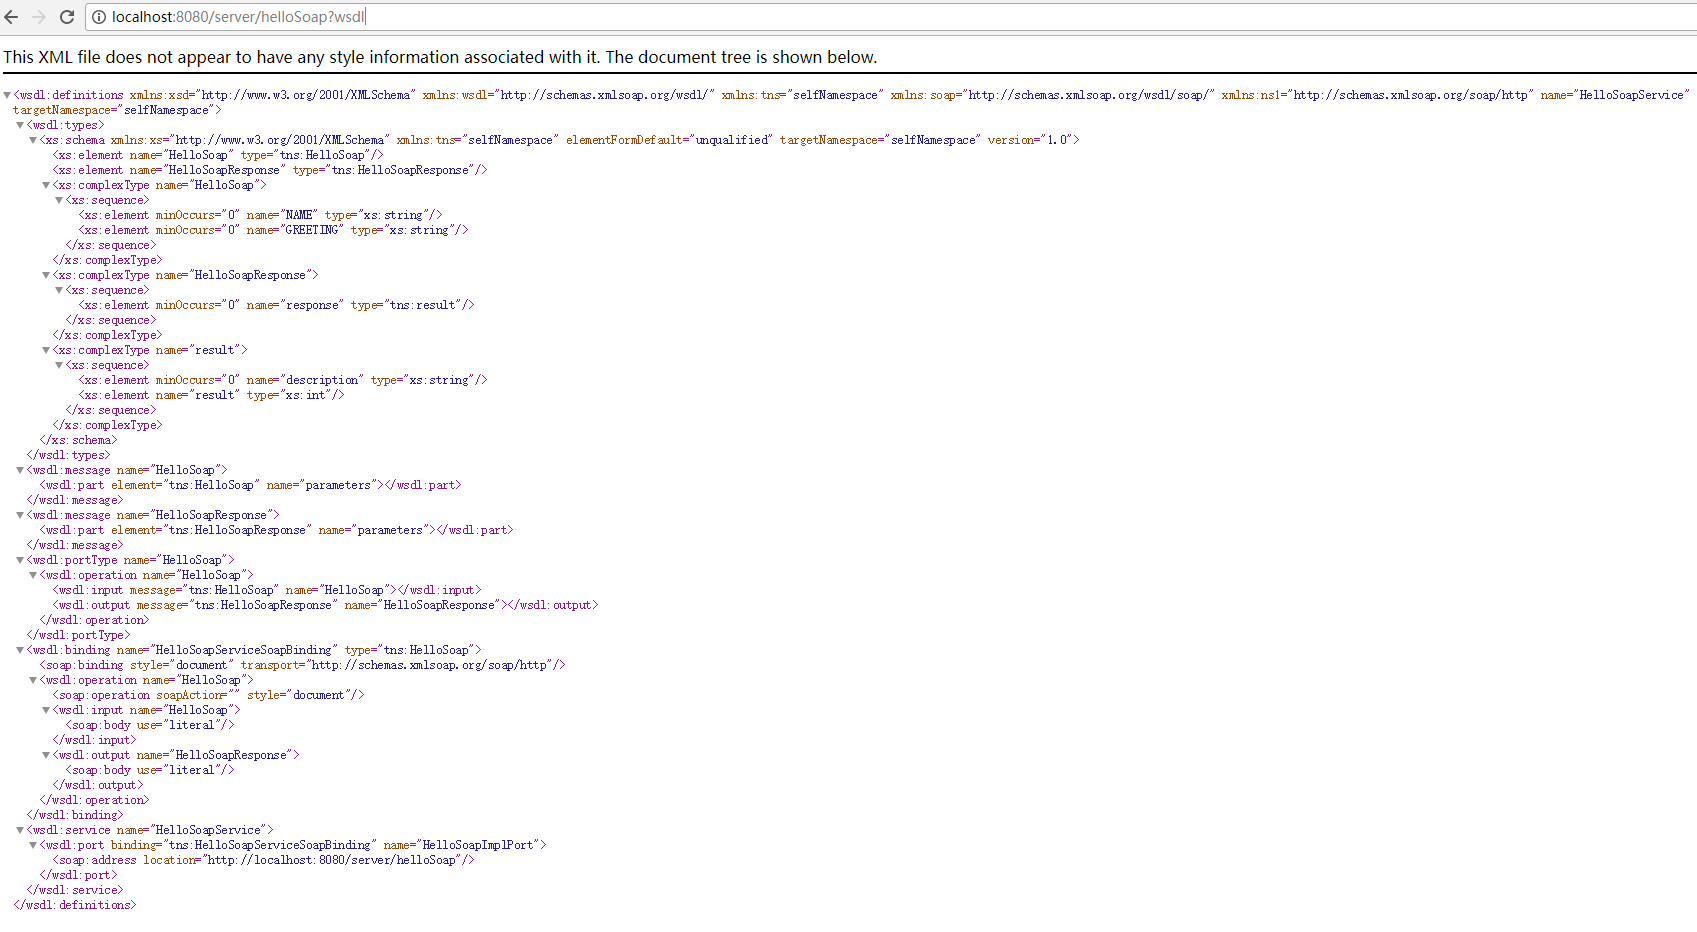 localhost:8080/server/helloSoap?wsdl
This XML file does not appear to have any style information associated with it. The document tree is shown below.
<wsdl:definitions xmlns:xsd="http://www.w3.org/2001/XMLSchema" xmlns:wsdl="http://schemas.xmlsoap.org/wsdl/" xmlns:tns="selfNamespace" xmlns:soap="http://schemas.xmlsoap.org/wsdl/soap/" xmlns:ns1="http://schemas.xmlsoap.org/soap/http" name="HelloSoapService"
targetNamespace="selfNamespace">
<wsdl:types>
<xs:schema xmlns:xs="http://www.w3.org/2001/XMLSchema" xmlns:tns="selfNamespace" elementFormDefault="unqualified" targetNamespace="selfNamespace" version="1.0">
<xs:element name="HelloSoap" type="tns:HelloSoap"/>
<xs:element name="HelloSoapResponse" type="tns:HelloSoapResponse"/>
<xs:complexType name="HelloSoap">
<xs:sequence>
<xs:element minOccurs="0" name="NAME" type="xs:string"/>
<xs:element minOccurs="0" name="GREETING" type="xs:string"/>
</xs:sequence>
</xs:complexType>
<xs:complexType name="HelloSoapResponse">
<xs:sequence>
<xs:element minOccurs="0" name="response" type="tns:result"/>
</xs:sequence>
</xs:complexType>
<xs:complexType name="result">
<xs:sequence>
<xs:element minOccurs="0" name="description" type="xs:string"/>
<xs:element name="result" type="xs:int"/>
</xs:sequence>
</xs:complexType>
</xs:schema>
</wsdl:types>
<wsdl:message name="HelloSoap">
<wsdl:part element="tns:HelloSoap" name="parameters"></wsdl:part>
</wsdl:message>
<wsdl:message name="HelloSoapResponse">
<wsdl:part element="tns:HelloSoapResponse" name="parameters"></wsdl:part>
</wsdl:message>
<wsdl:portType name="HelloSoap">
<wsdl:operation name="HelloSoap">
<wsdl:input message="tns:HelloSoap" name="HelloSoap"></wsdl:input>
<wsdl:output message="tns:HelloSoapResponse" name="HelloSoapResponse"></wsdl:output>
</wsdl:operation>
</wsdl:portType>
<wsdl:binding name="HelloSoapServiceSoapBinding" type="tns:HelloSoap">
<soap:binding style="document" transport="http://schemas.xmlsoap.org/soap/http"/>
<wsdl:operation name="HelloSoap">
<soap:operation soapAction="" style="document"/>
<wsdl:input name="HelloSoap">
<soap:body use="literal"/>
</wsdl:input>
<wsdl:output name="HelloSoapResponse">
<soap:body use="literal"/>
</wsdl:output>
</wsdl:operation>
</wsdl:binding>
<wsdl:service name="HelloSoapService">
<wsdl:port binding="tns:HelloSoapServiceSoapBinding" name="HelloSoapImplPort">
<soap:address location="http://localhost:8080/server/helloSoap"/>
</wsdl:port>
</wsdl:service>
</wsdl:definitions>